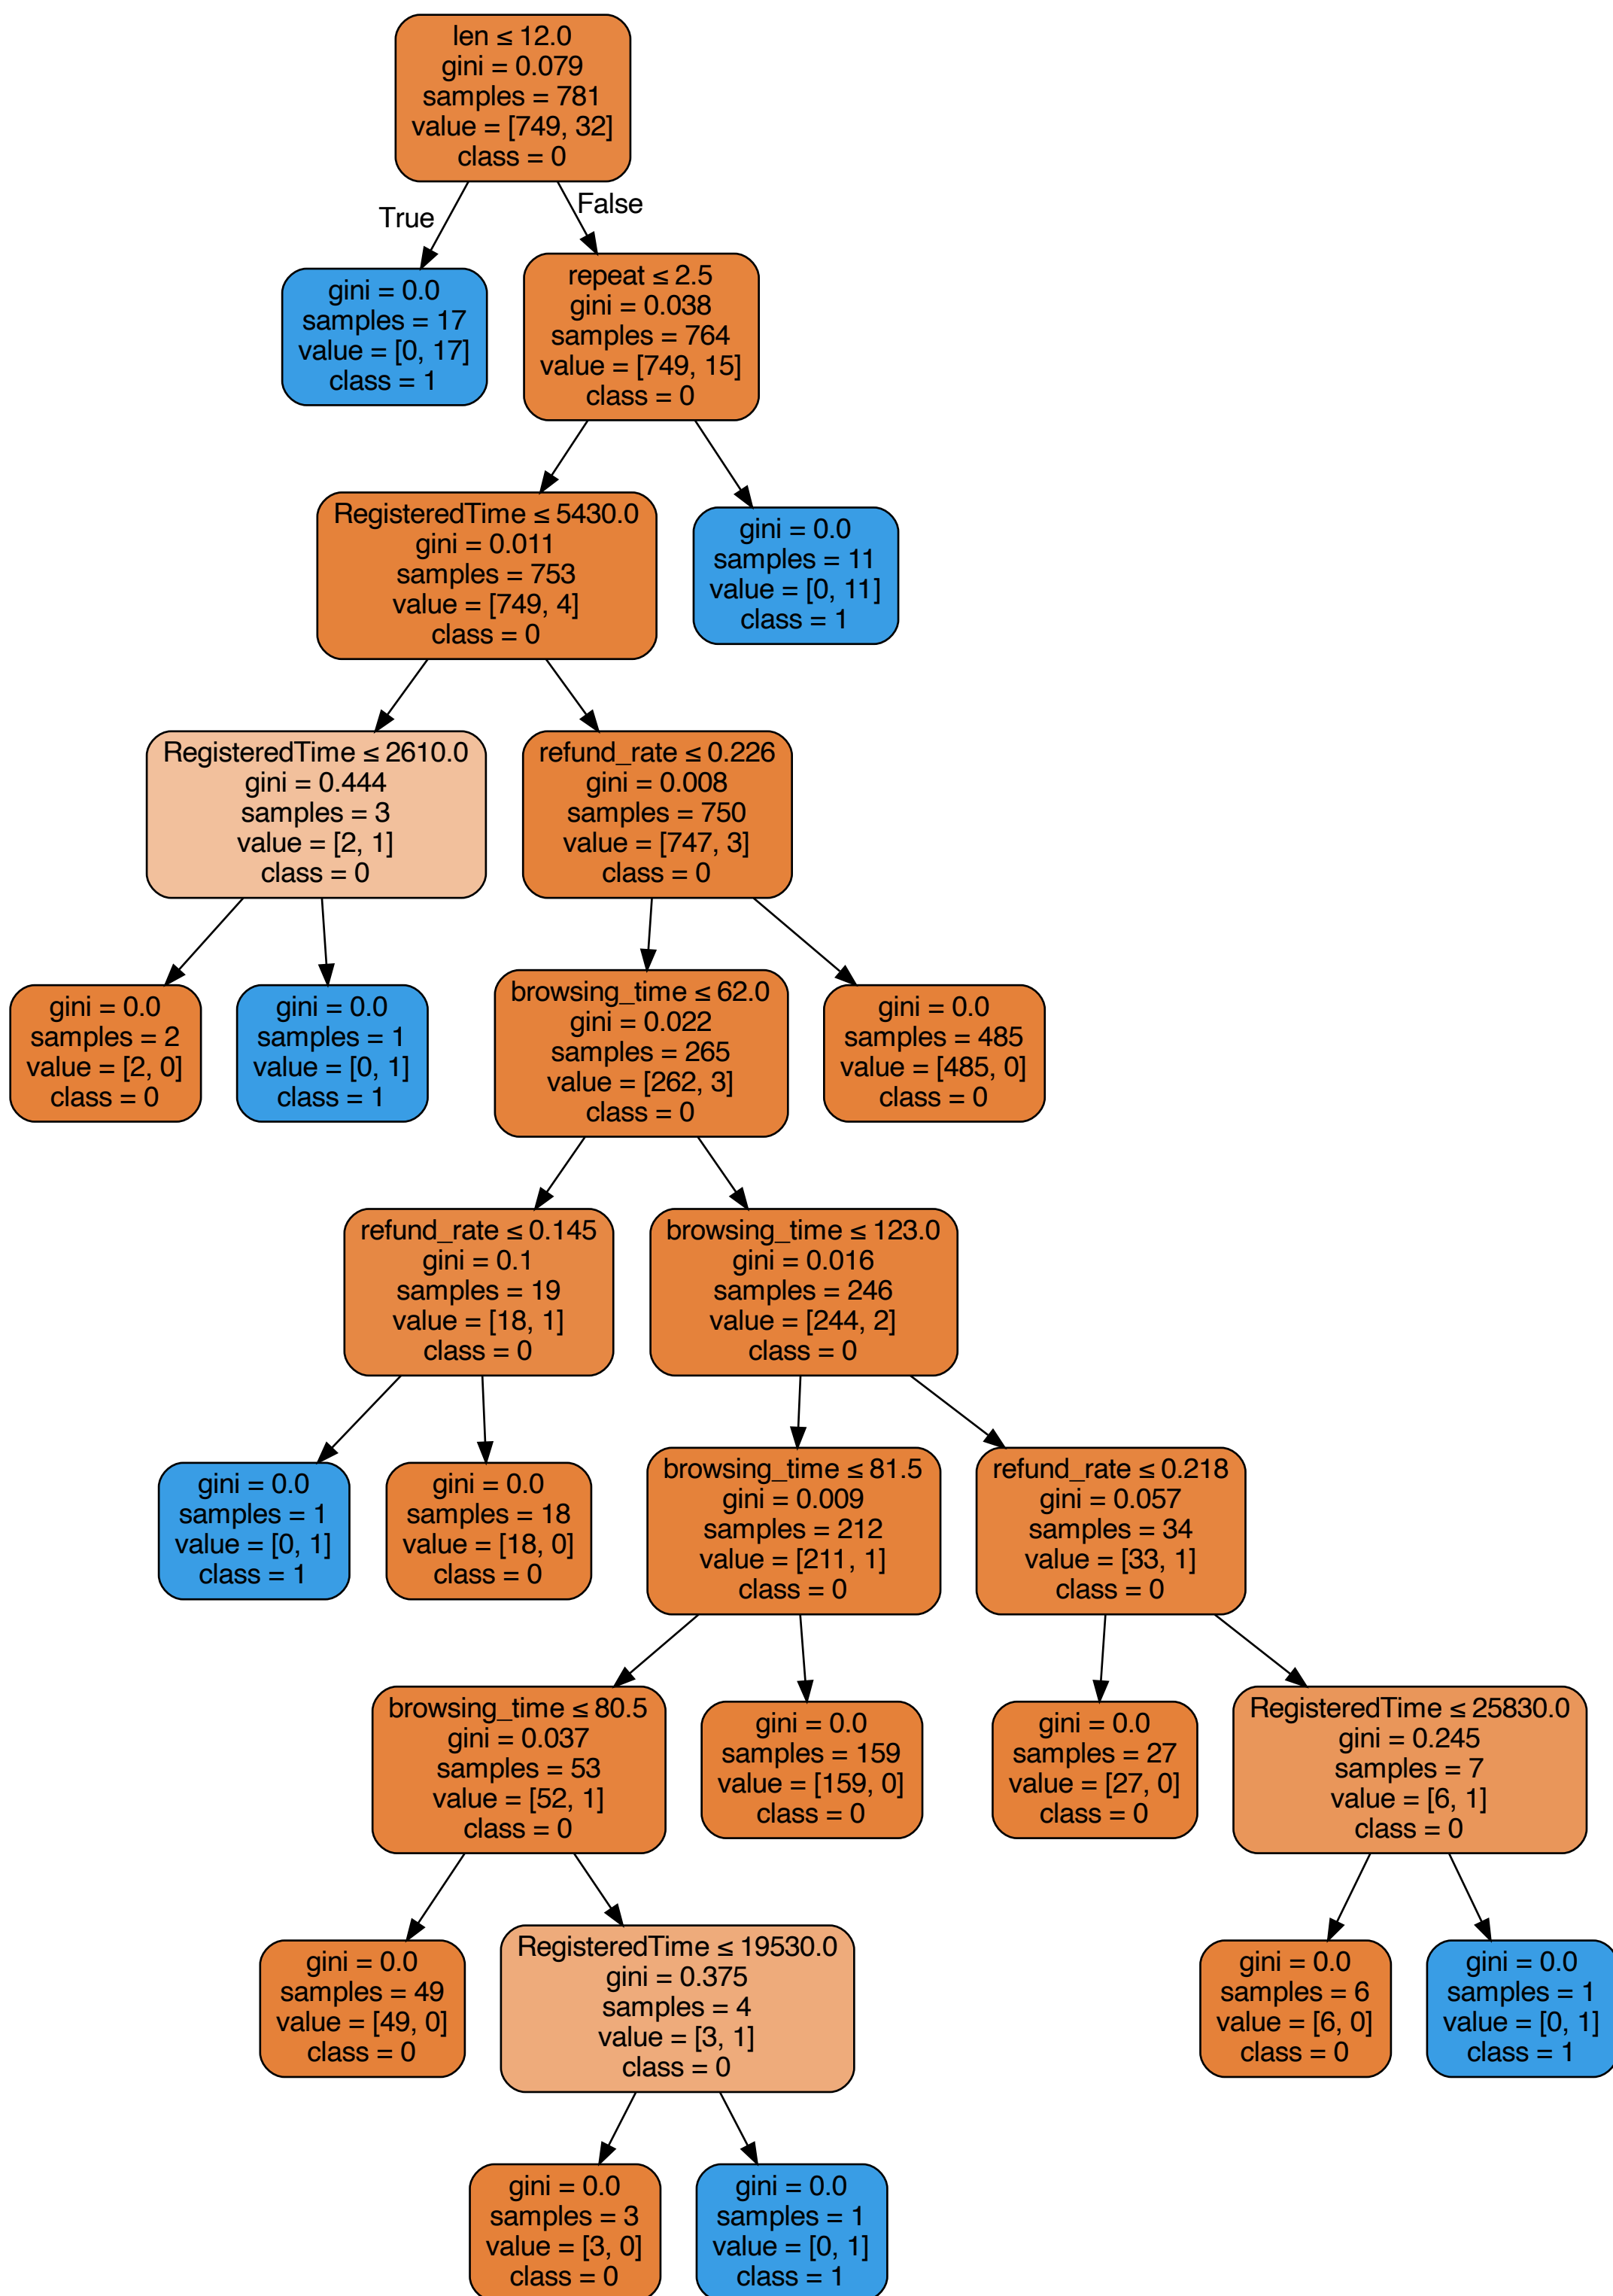 len ≤ 12.0
gini = 0.079
samples = 781
value = [749, 32]
class = 0
True
False
gini = 0.0
samples = 17
value = [0, 17]
class = 1
repeat ≤ 2.5
gini = 0.038
samples = 764
value = [749, 15]
class = 0
RegisteredTime ≤ 5430.0
gini = 0.011
samples = 753
value = [749, 4]
class = 0
gini = 0.0
samples = 11
value = [0, 11]
class = 1
RegisteredTime ≤ 2610.0
gini = 0.444
samples = 3
value = [2, 1]
class = 0
refund_rate ≤ 0.226
gini = 0.008
samples = 750
value = [747, 3]
class = 0
gini = 0.0
samples = 2
value = [2, 0]
class = 0
gini = 0.0
samples = 1
value = [0, 1]
class = 1
browsing_time ≤ 62.0
gini = 0.022
samples = 265
value = [262, 3]
class = 0
gini = 0.0
samples = 485
value = [485, 0]
class = 0
refund_rate ≤ 0.145
gini = 0.1
samples = 19
value = [18, 1]
class = 0
browsing_time ≤ 123.0
gini = 0.016
samples = 246
value = [244, 2]
class = 0
gini = 0.0
samples = 1
value = [0, 1]
class = 1
gini = 0.0
samples = 18
value = [18, 0]
class = 0
browsing_time ≤ 81.5
gini = 0.009
samples = 212
value = [211, 1]
class = 0
refund_rate ≤ 0.218
gini = 0.057
samples = 34
value = [33, 1]
class = 0
browsing_time ≤ 80.5
gini = 0.037
samples = 53
value = [52, 1]
class = 0
gini = 0.0
samples = 159
value = [159, 0]
class = 0
gini = 0.0
samples = 27
value = [27, 0]
class = 0
RegisteredTime ≤ 25830.0
gini = 0.245
samples = 7
value = [6, 1]
class = 0
gini = 0.0
samples = 49
value = [49, 0]
class = 0
RegisteredTime ≤ 19530.0
gini = 0.375
samples = 4
value = [3, 1]
class = 0
gini = 0.0
samples = 6
value = [6, 0]
class = 0
gini = 0.0
samples = 1
value = [0, 1]
class = 1
gini = 0.0
samples = 3
value = [3, 0]
class = 0
gini = 0.0
samples = 1
value = [0, 1]
class = 1